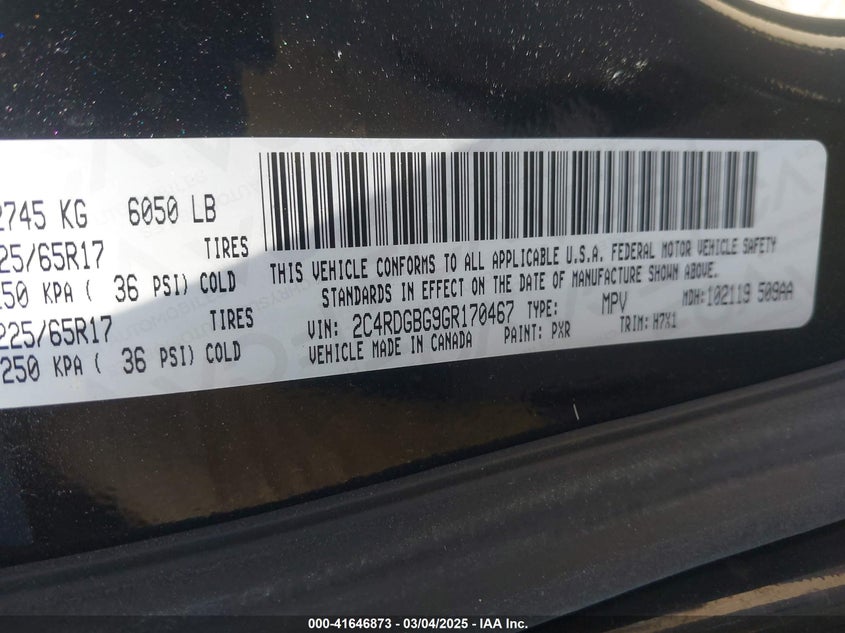 2745 KG 6050 LB
25/65R17 TIRES
250 KPA ( 36 PSI) COLD
225/65R17 TIRES
250 KPA ( 36 PSI) COLD
THIS VEHICLE CONFORMS TO ALL APPLICABLE U.S.A. FEDERAL MOTOR VEHICLE SAFETY
STANDARDS IN EFFECT ON THE DATE OF MANUFACTURE SHOWN ABOVE.
VIN: 2C4RDGBG9GR170467 TYPE: MPV MDH:102119 509AA
VEHICLE MADE IN CANADA PAINT: PXR TRIM: H7X1
000-41646873 - 03/04/2025 - IAA Inc.